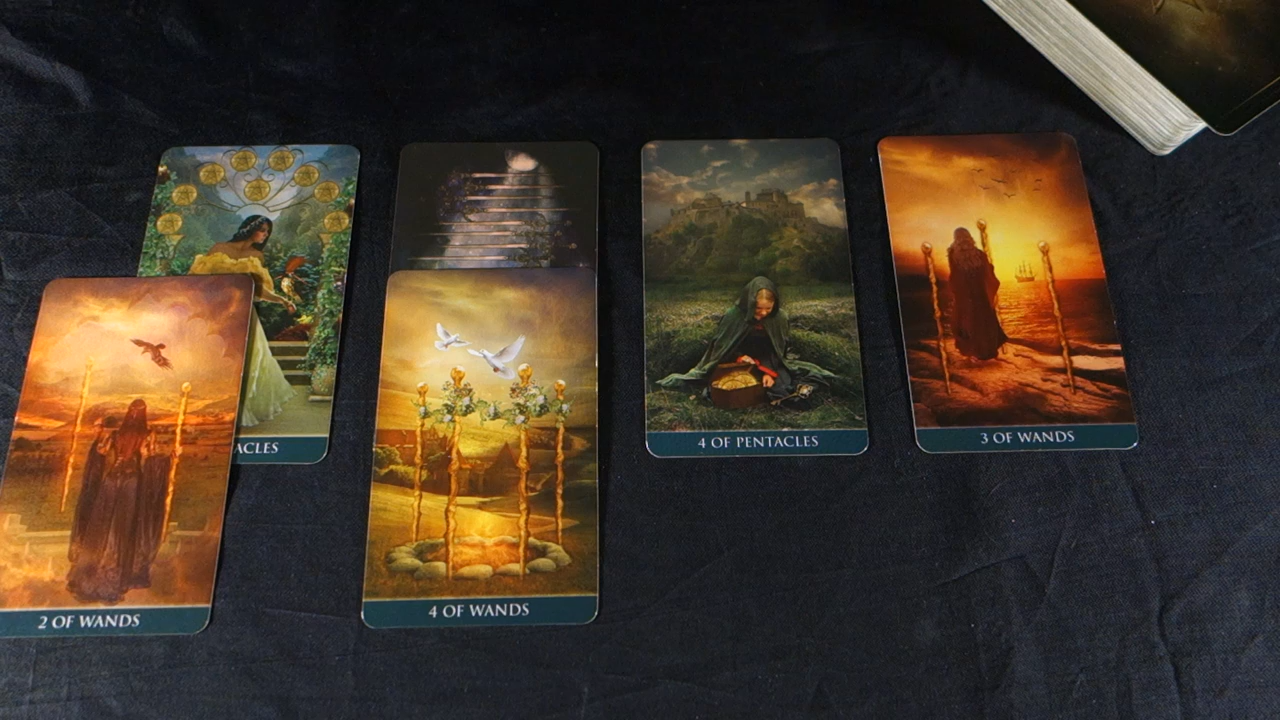 ACLES
4 OF PENTACLES
3 OF WANDS
2 OF WANDS
4 OF WANDS